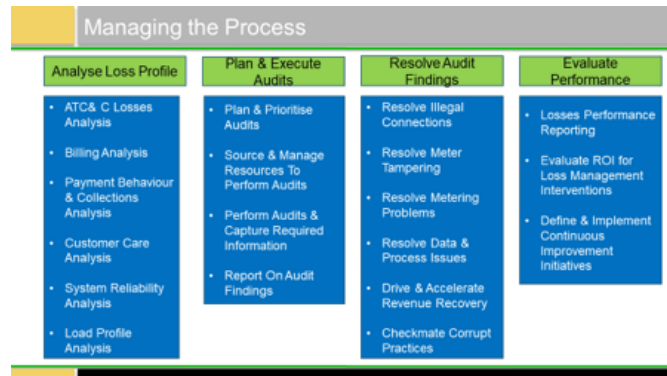 Managing the Process
Analyse Loss Profile
• ATC& C Losses
Analysis
• Billing Analysis
• Payment Behaviour
& Collections
Analysis
• Customer Care
Analysis
• System Reliability
Analysis
• Load Profile
Analysis
Plan & Execute
Audits
• Plan & Prioritise
Audits
• Source & Manage
Resources To
Perform Audits
• Perform Audits &
Capture Required
Information
• Report On Audit
Findings
Resolve Audit
Findings
• Resolve Illegal
Connections
• Resolve Meter
Tampering
• Resolve Metering
Problems
• Resolve Data &
Process Issues
• Drive & Accelerate
Revenue Recovery
• Checkmate Corrupt
Practices
Evaluate
Performance
• Losses Performance
Reporting
• Evaluate ROI for
Loss Management
Interventions
• Define & Implement
Continuous
Improvement
Initiatives